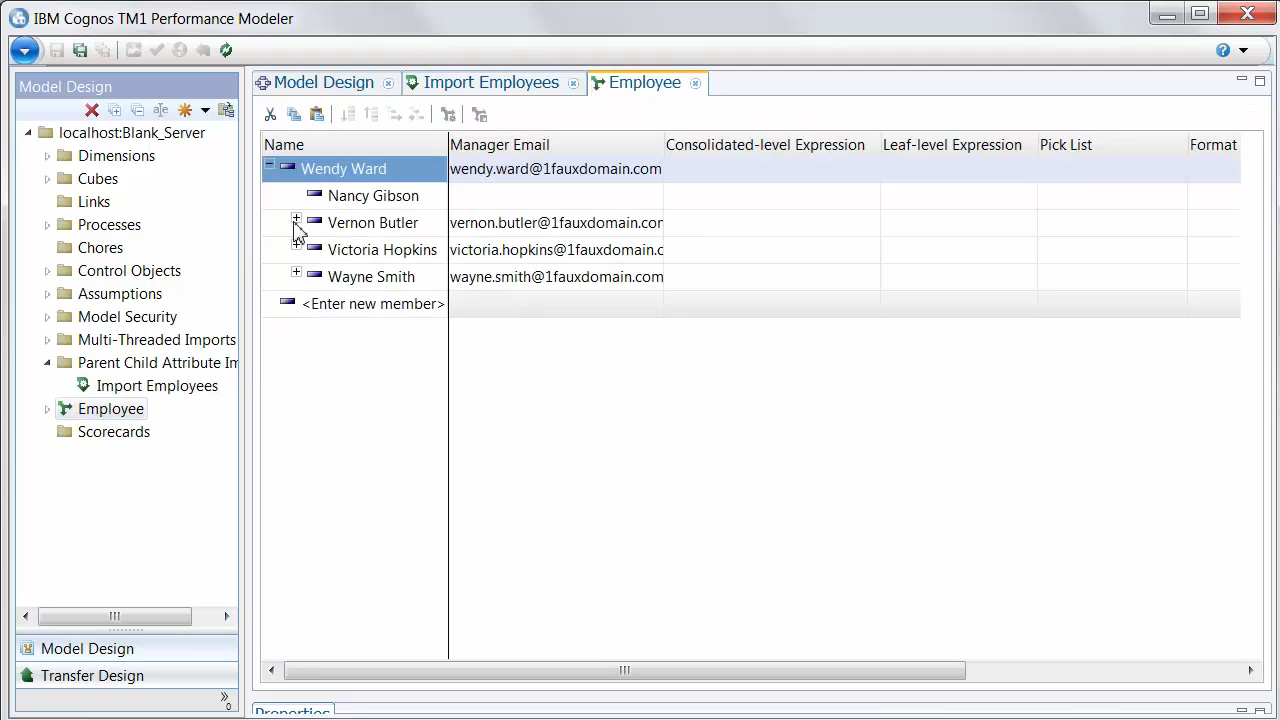 IBM Cognos TM1 Performance Modeler
Model Design
localhost:Blank_Server
Dimensions
Cubes
Links
Processes
Chores
Control Objects
Assumptions
Model Security
Multi-Threaded Imports
Parent Child Attribute Im
Import Employees
Employee
Scorecards
Model Design
Transfer Design
0
Model Design Import Employees Employee
Name Manager Email Consolidated-level Expression Leaf-level Expression Pick List Format
Wendy Ward wendy.ward@1fauxdomain.com
Nancy Gibson
Vernon Butler vernon.butler@1fauxdomain.com
Victoria Hopkins victoria.hopkins@1fauxdomain.c
Wayne Smith wayne.smith@1fauxdomain.com
<Enter new member>
Properties